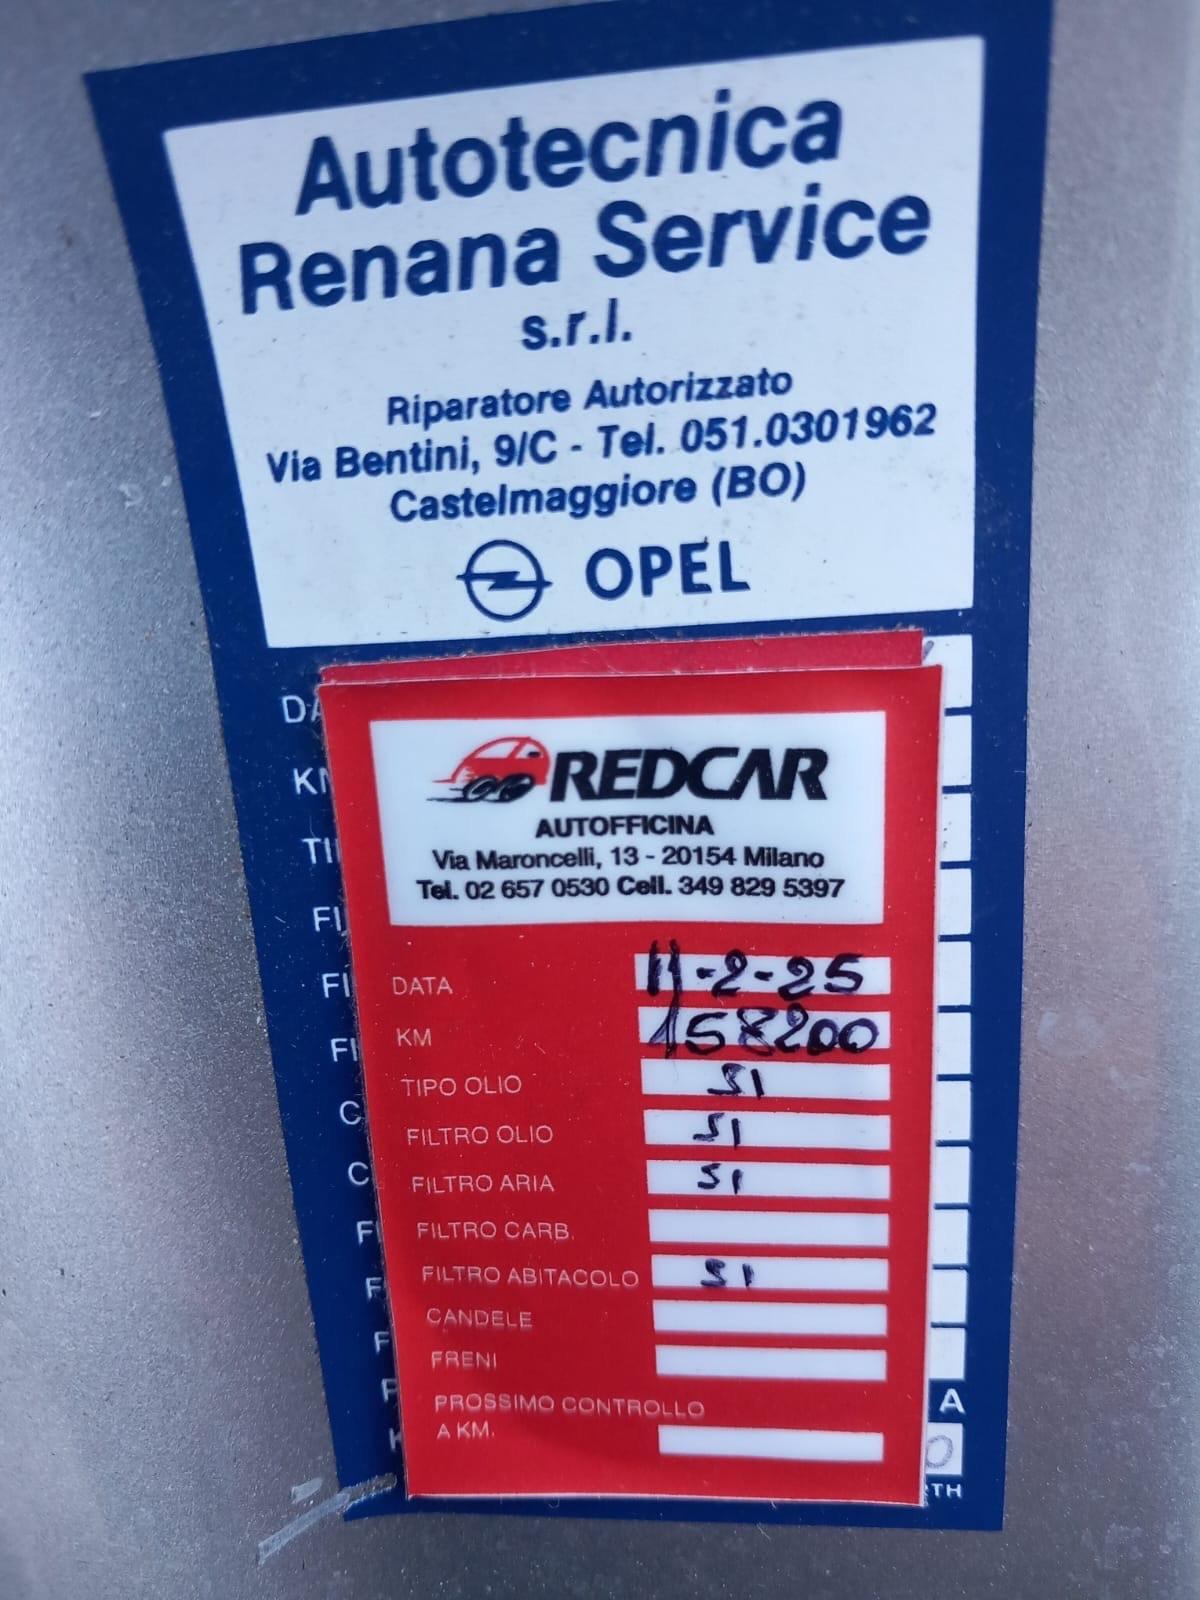 Autotecnica
Renana Service
s.r.l.
Riparatore Autorizzato
Via Bentini, 9/C - Tel. 051.0301962
Castelmaggiore (BO)
OPEL
REDCAR
AUTOFFICINA
Via Maroncelli, 13 - 20154 Milano
Tel. 02 657 0530 Cell. 349 829 5397
DATA 11-2-25
KM 158200
TIPO OLIO SI
FILTRO OLIO SI
FILTRO ARIA SI
FILTRO CARB.
FILTRO ABITACOLO SI
CANDELE
FRENI
PROSSIMO CONTROLLO
A KM.